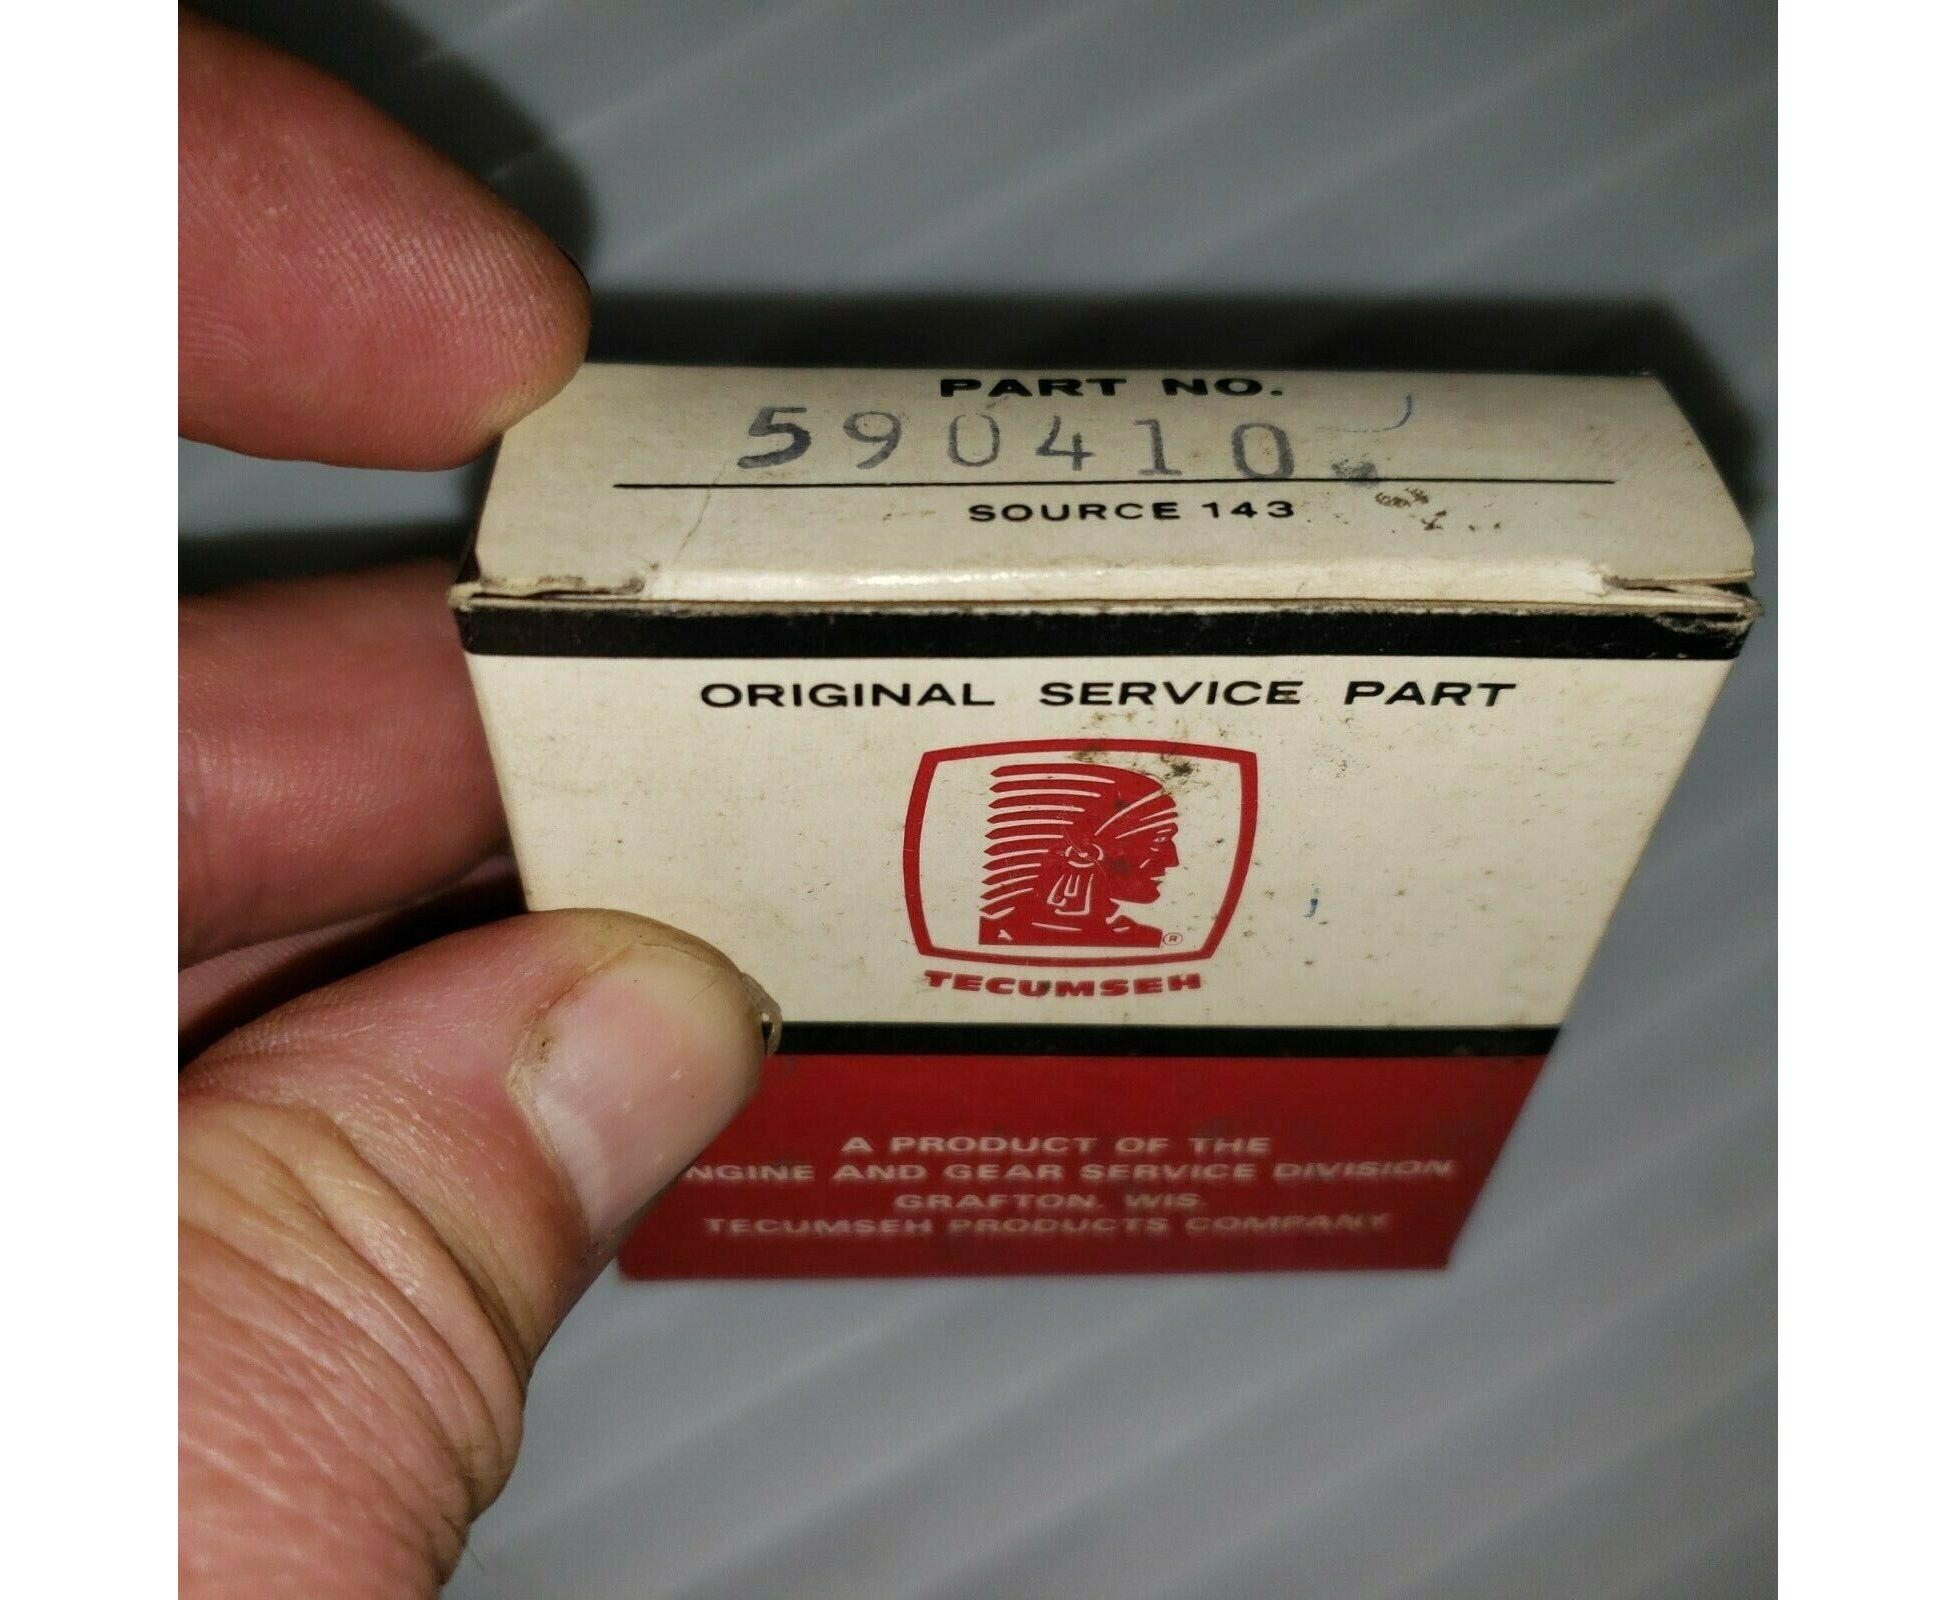 PART NO.
590410
SOURCE 143
ORIGINAL SERVICE PART
®
TECUMSEH
A PRODUCT OF THE
NGINE AND GEAR SERVICE DIVISION
GRAFTON, WIS.
TECUMSEH PRODUCTS COMPANY